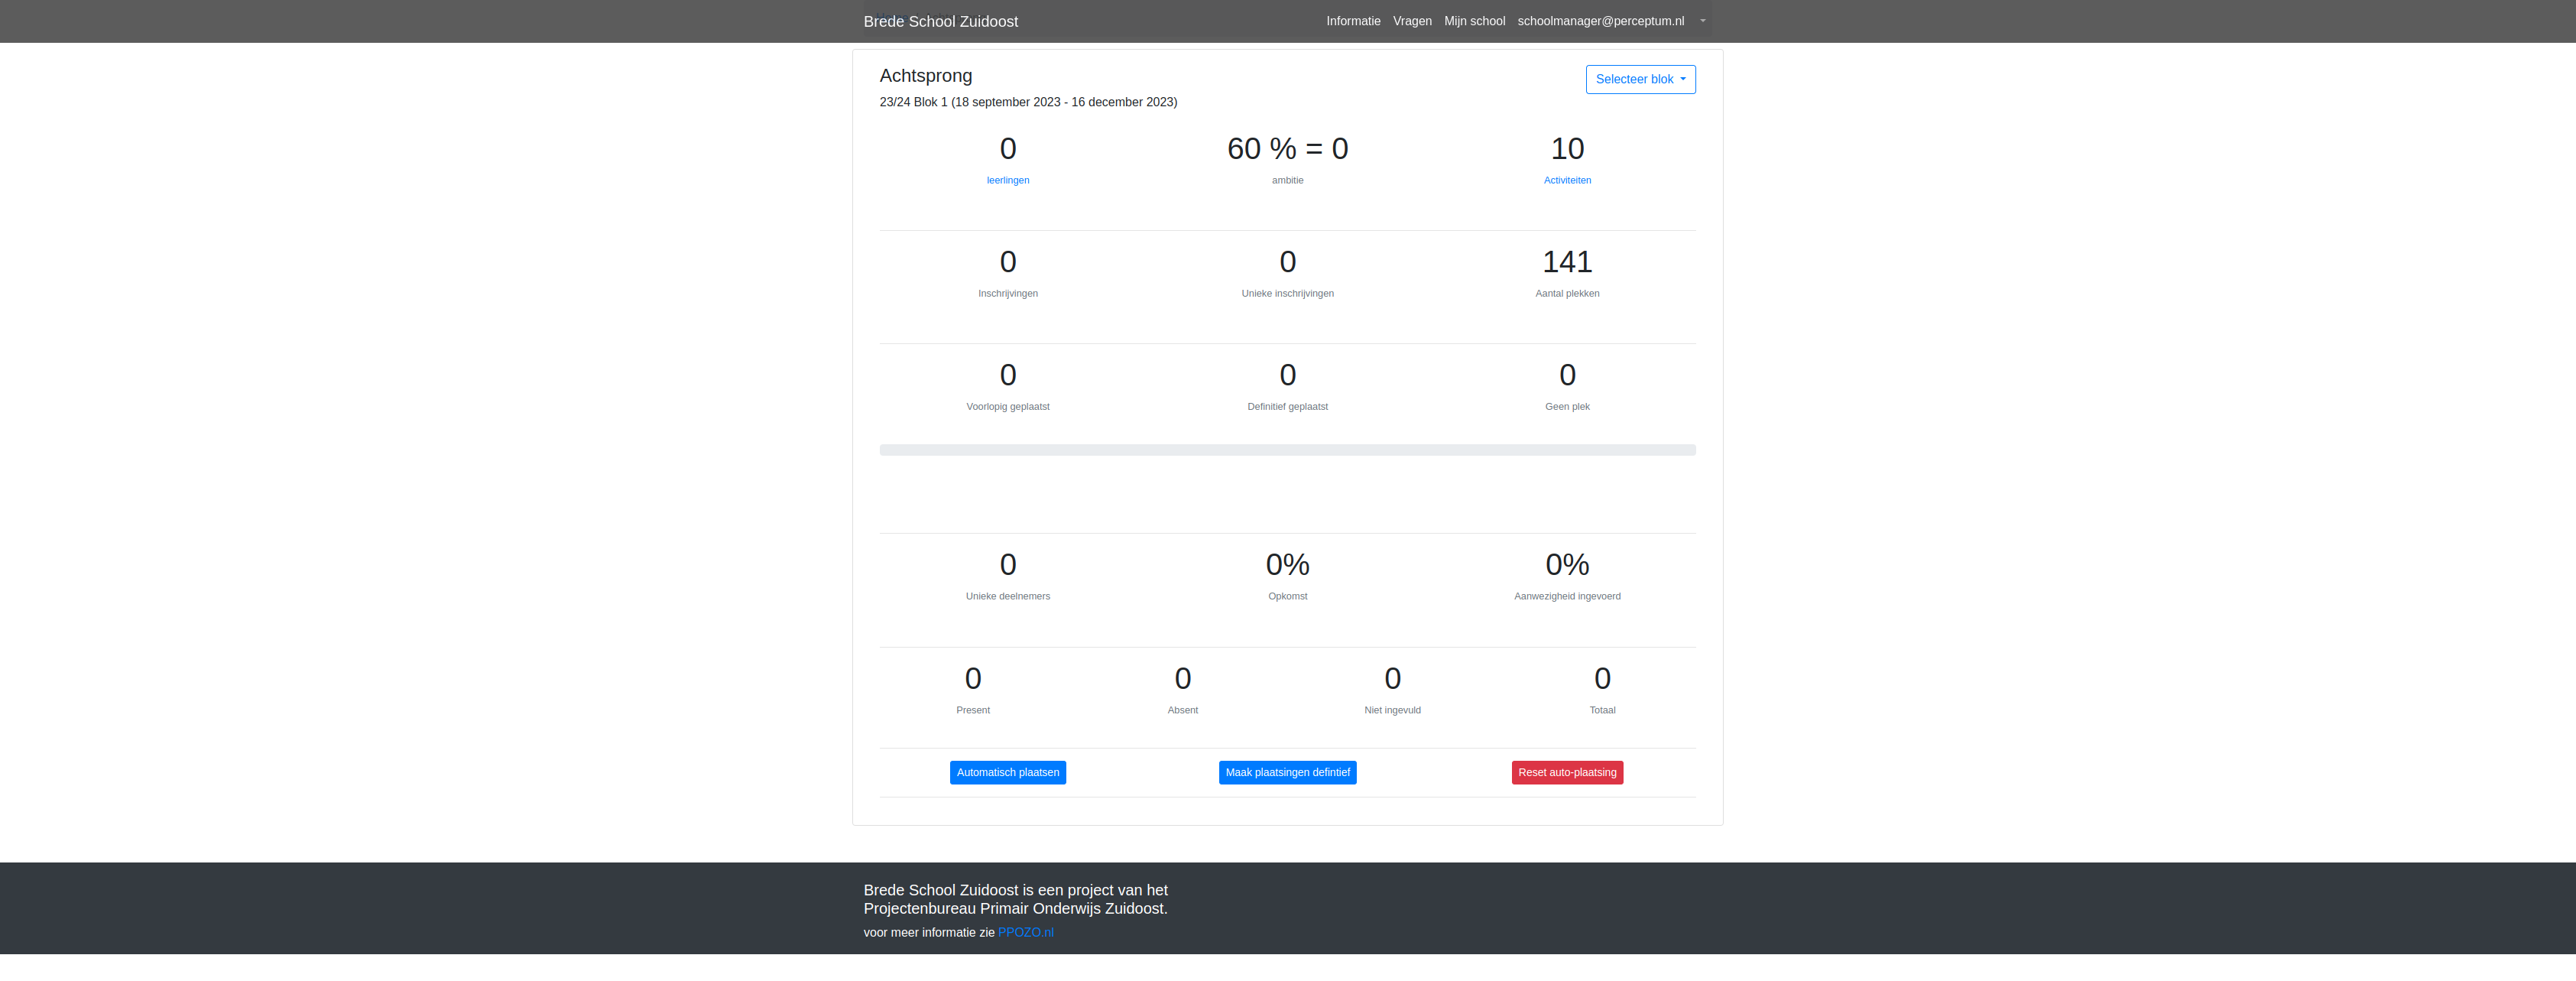 Brede School Zuidoost
Informatie Vragen Mijn school schoolmanager@perceptum.nl
Achtsprong
Selecteer blok
23/24 Blok 1 (18 september 2023 - 16 december 2023)
0 60 % = 0 10
leerlingen ambitie Activiteiten
0 0 141
Inschrijvingen Unieke inschrijvingen Aantal plekken
0 0 0
Voorlopig geplaatst Definitief geplaatst Geen plek
0 0% 0%
Unieke deelnemers Opkomst Aanwezigheid ingevoerd
0 0 0 0
Present Absent Niet ingevuld Totaal
Automatisch plaatsen Maak plaatsingen defintief Reset auto-plaatsing
Brede School Zuidoost is een project van het
Projectenbureau Primair Onderwijs Zuidoost.
voor meer informatie zie PPOZO.nl